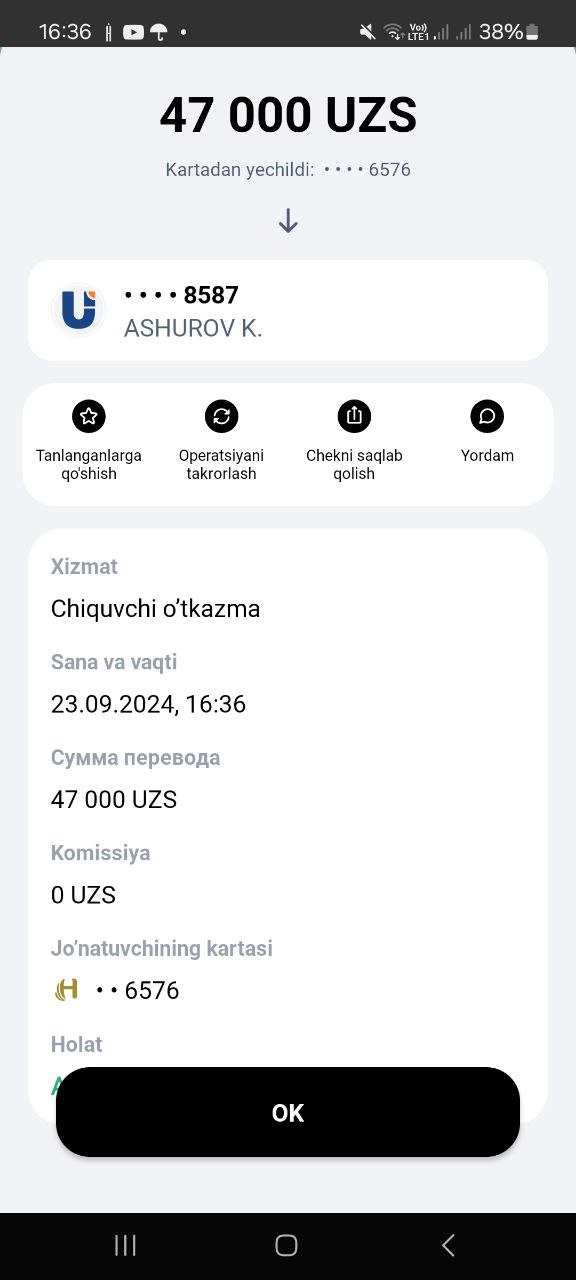 16:36
Vo))
LTE1
38%
47 000 UZS
Kartadan yechildi: •••• 6576
•••• 8587
ASHUROV K.
Tanlanganlarga
qo'shish
Operatsiyani
takrorlash
Chekni saqlab
qolish
Yordam
Xizmat
Chiquvchi o’tkazma
Sana va vaqti
23.09.2024, 16:36
Сумма перевода
47 000 UZS
Komissiya
0 UZS
Jo’natuvchining kartasi
•• 6576
Holat
OK